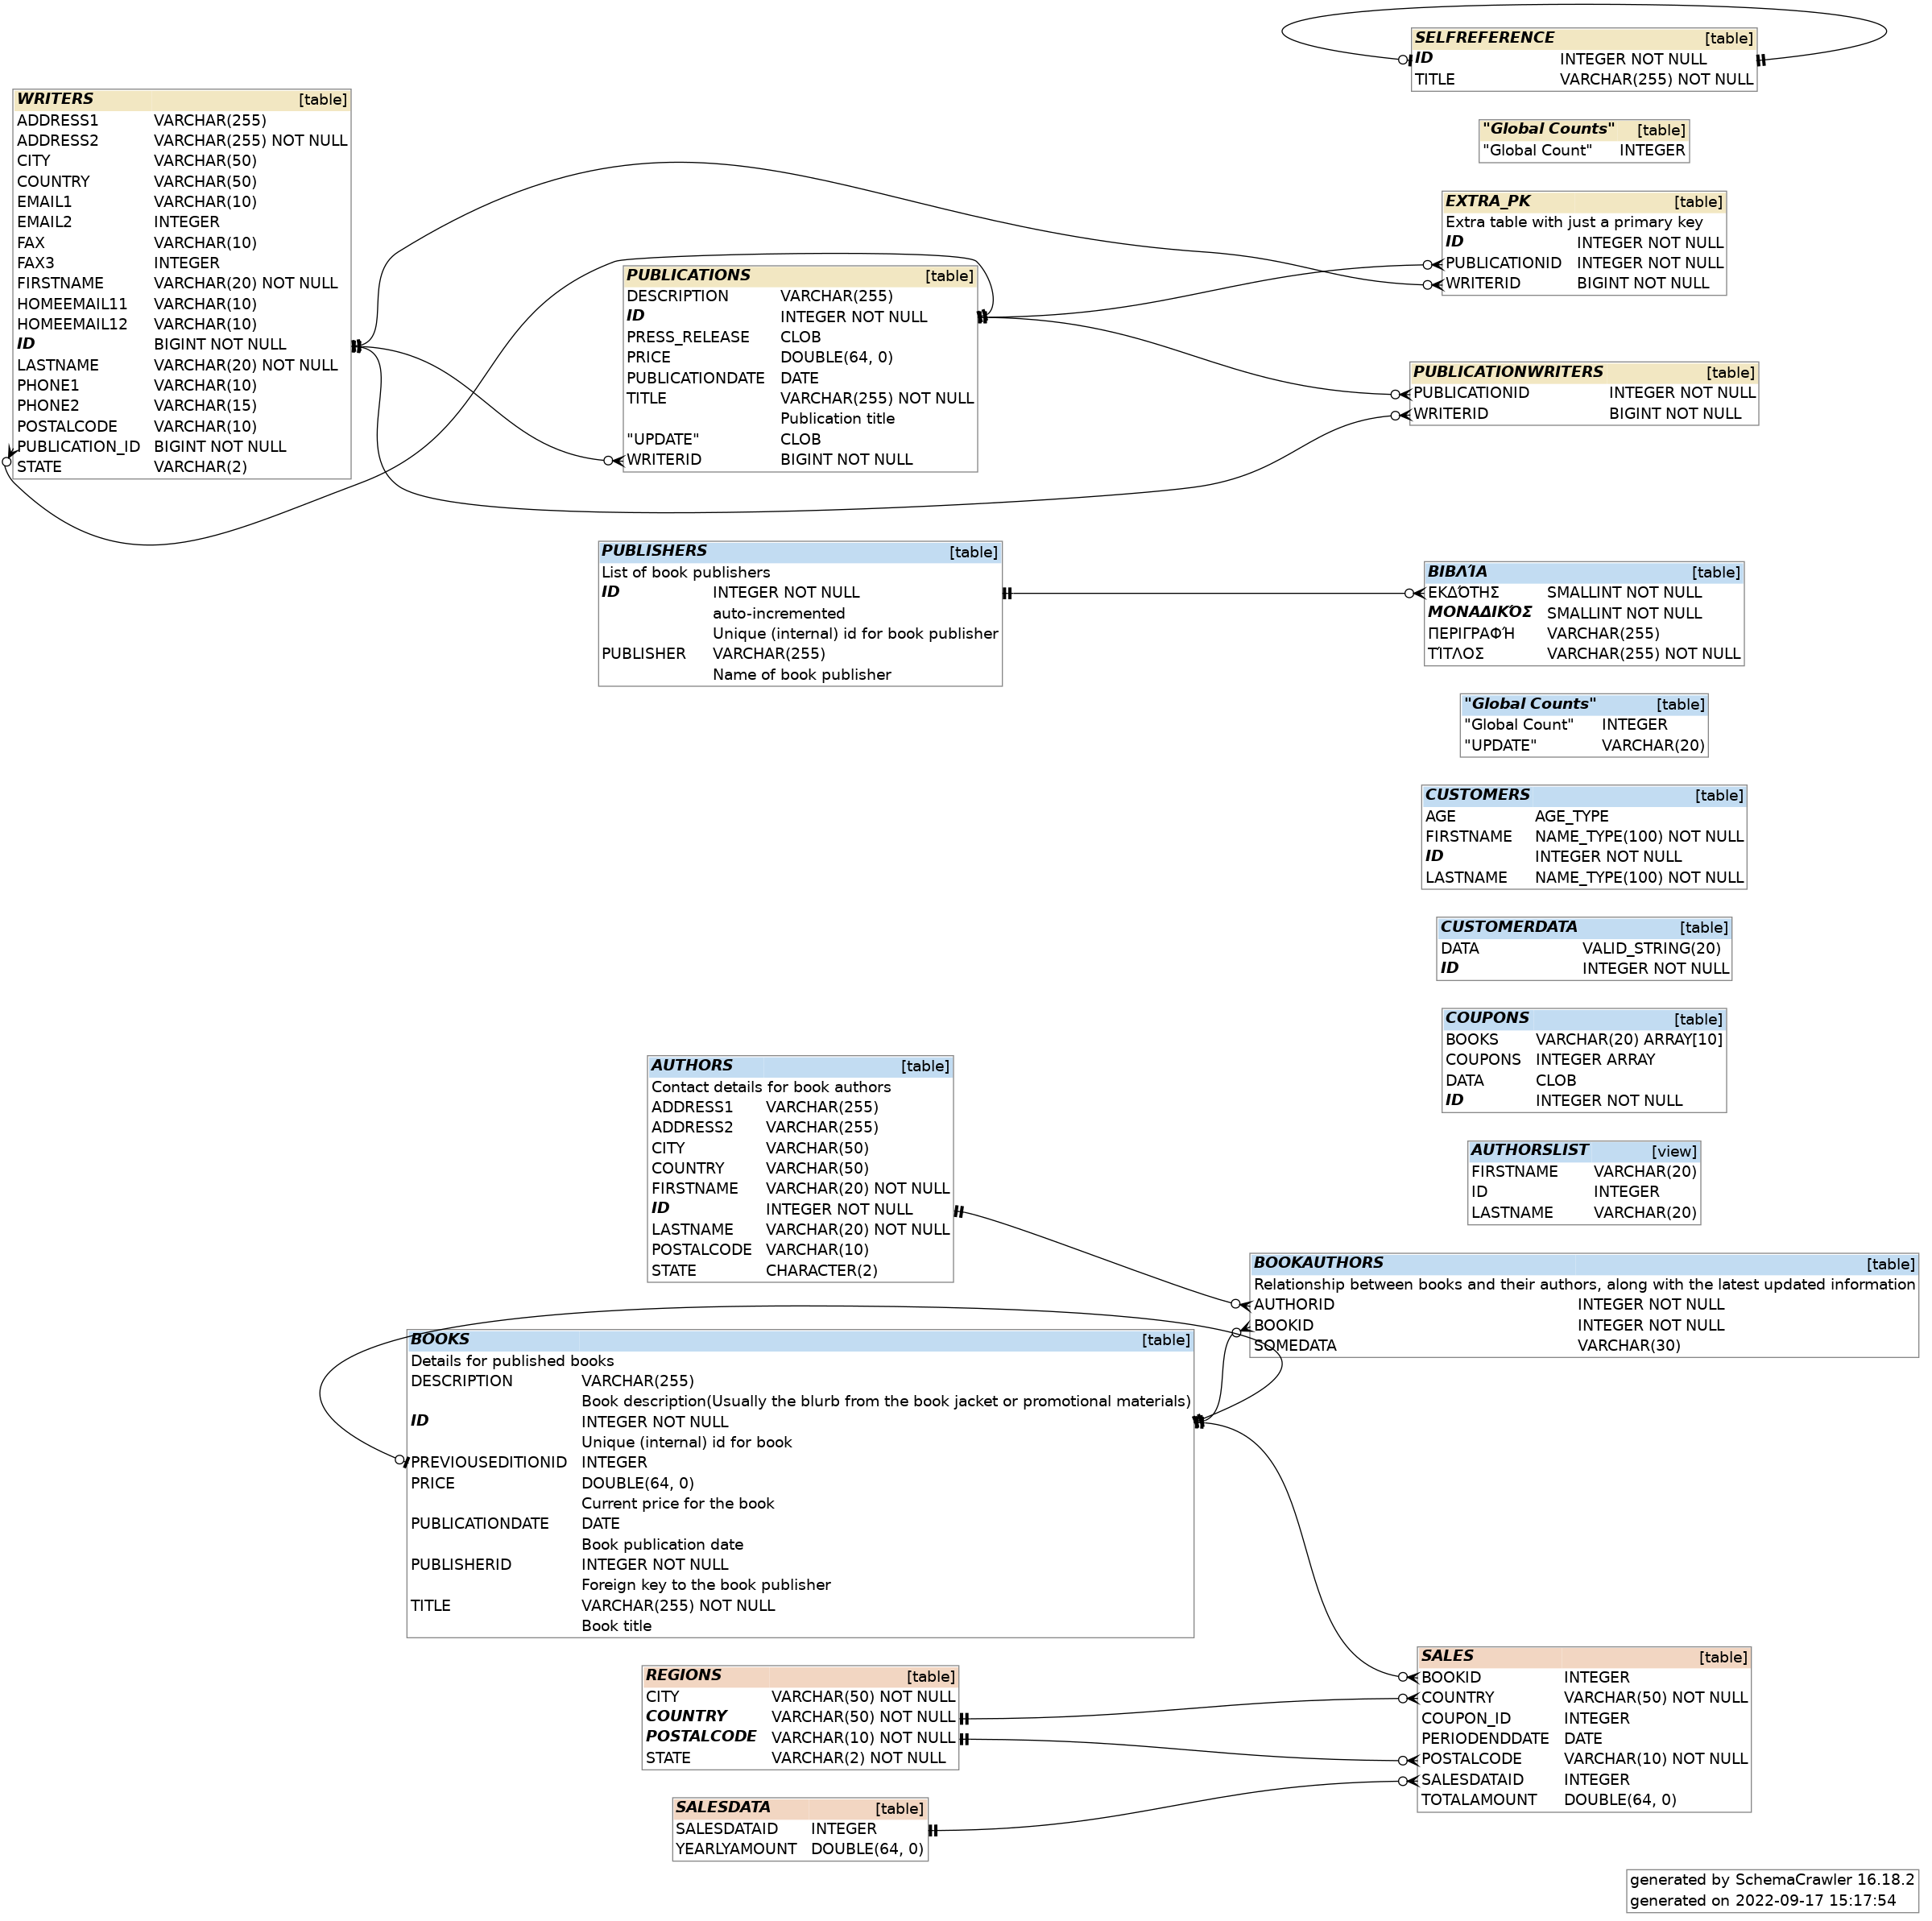 SELFREFERENCE [table]
ID INTEGER NOT NULL
TITLE VARCHAR(255) NOT NULL
WRITERS [table]
ADDRESS1 VARCHAR(255)
ADDRESS2 VARCHAR(255) NOT NULL
CITY VARCHAR(50)
COUNTRY VARCHAR(50)
EMAIL1 VARCHAR(10)
EMAIL2 INTEGER
FAX VARCHAR(10)
FAX3 INTEGER
FIRSTNAME VARCHAR(20) NOT NULL
HOMEEMAIL11 VARCHAR(10)
HOMEEMAIL12 VARCHAR(10)
ID BIGINT NOT NULL
LASTNAME VARCHAR(20) NOT NULL
PHONE1 VARCHAR(10)
PHONE2 VARCHAR(15)
POSTALCODE VARCHAR(10)
PUBLICATION_ID BIGINT NOT NULL
STATE VARCHAR(2)
"Global Counts" [table]
"Global Count" INTEGER
EXTRA_PK [table]
Extra table with just a primary key
ID INTEGER NOT NULL
PUBLICATIONID INTEGER NOT NULL
WRITERID BIGINT NOT NULL
PUBLICATIONS [table]
DESCRIPTION VARCHAR(255)
ID INTEGER NOT NULL
PRESS_RELEASE CLOB
PRICE DOUBLE(64, 0)
PUBLICATIONDATE DATE
TITLE VARCHAR(255) NOT NULL
Publication title
"UPDATE" CLOB
WRITERID BIGINT NOT NULL
PUBLICATIONWRITERS [table]
PUBLICATIONID INTEGER NOT NULL
WRITERID BIGINT NOT NULL
PUBLISHERS [table]
List of book publishers
ID INTEGER NOT NULL
auto-incremented
Unique (internal) id for book publisher
PUBLISHER VARCHAR(255)
Name of book publisher
ΒΙΒΛΊΑ [table]
ΕΚΔΌΤΗΣ SMALLINT NOT NULL
ΜΟΝΑΔΙΚΌΣ SMALLINT NOT NULL
ΠΕΡΙΓΡΑΦΉ VARCHAR(255)
ΤΊΤΛΟΣ VARCHAR(255) NOT NULL
"Global Counts" [table]
"Global Count" INTEGER
"UPDATE" VARCHAR(20)
CUSTOMERS [table]
AGE AGE_TYPE
FIRSTNAME NAME_TYPE(100) NOT NULL
ID INTEGER NOT NULL
LASTNAME NAME_TYPE(100) NOT NULL
CUSTOMERDATA [table]
DATA VALID_STRING(20)
ID INTEGER NOT NULL
COUPONS [table]
BOOKS VARCHAR(20) ARRAY[10]
COUPONS INTEGER ARRAY
DATA CLOB
ID INTEGER NOT NULL
AUTHORS [table]
Contact details for book authors
ADDRESS1 VARCHAR(255)
ADDRESS2 VARCHAR(255)
CITY VARCHAR(50)
COUNTRY VARCHAR(50)
FIRSTNAME VARCHAR(20) NOT NULL
ID INTEGER NOT NULL
LASTNAME VARCHAR(20) NOT NULL
POSTALCODE VARCHAR(10)
STATE CHARACTER(2)
AUTHORSLIST [view]
FIRSTNAME VARCHAR(20)
ID INTEGER
LASTNAME VARCHAR(20)
BOOKAUTHORS [table]
Relationship between books and their authors, along with the latest updated information
AUTHORID INTEGER NOT NULL
BOOKID INTEGER NOT NULL
SOMEDATA VARCHAR(30)
BOOKS [table]
Details for published books
DESCRIPTION VARCHAR(255)
Book description(Usually the blurb from the book jacket or promotional materials)
ID INTEGER NOT NULL
Unique (internal) id for book
PREVIOUSEDITIONID INTEGER
PRICE DOUBLE(64, 0)
Current price for the book
PUBLICATIONDATE DATE
Book publication date
PUBLISHERID INTEGER NOT NULL
Foreign key to the book publisher
TITLE VARCHAR(255) NOT NULL
Book title
REGIONS [table]
CITY VARCHAR(50) NOT NULL
COUNTRY VARCHAR(50) NOT NULL
POSTALCODE VARCHAR(10) NOT NULL
STATE VARCHAR(2) NOT NULL
SALES [table]
BOOKID INTEGER
COUNTRY VARCHAR(50) NOT NULL
COUPON_ID INTEGER
PERIODENDDATE DATE
POSTALCODE VARCHAR(10) NOT NULL
SALESDATAID INTEGER
TOTALAMOUNT DOUBLE(64, 0)
SALESDATA [table]
SALESDATAID INTEGER
YEARLYAMOUNT DOUBLE(64, 0)
generated by SchemaCrawler 16.18.2
generated on 2022-09-17 15:17:54